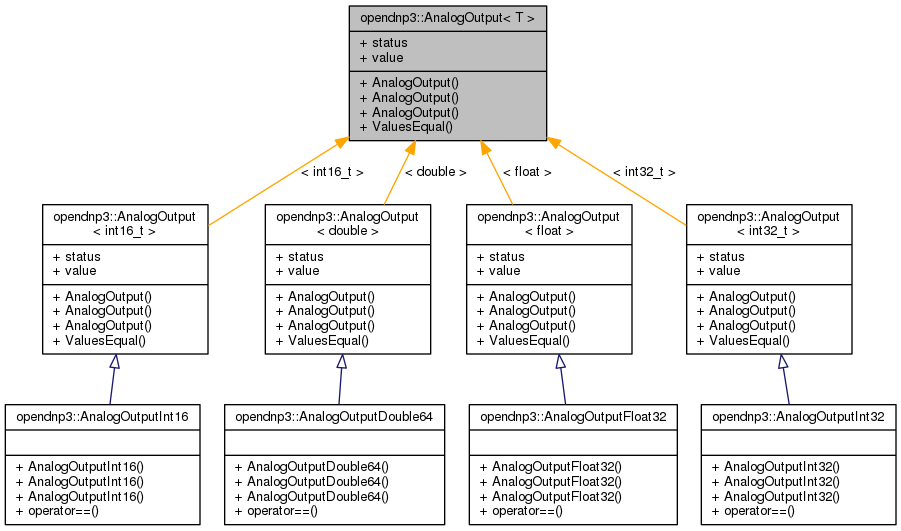 opendnp3::AnalogOutput< T >
+ status
+ value
+ AnalogOutput()
+ AnalogOutput()
+ AnalogOutput()
+ ValuesEqual()
< int16_t >
< double >
< float >
< int32_t >
opendnp3::AnalogOutput
< int16_t >
+ status
+ value
+ AnalogOutput()
+ AnalogOutput()
+ AnalogOutput()
+ ValuesEqual()
opendnp3::AnalogOutput
< double >
+ status
+ value
+ AnalogOutput()
+ AnalogOutput()
+ AnalogOutput()
+ ValuesEqual()
opendnp3::AnalogOutput
< float >
+ status
+ value
+ AnalogOutput()
+ AnalogOutput()
+ AnalogOutput()
+ ValuesEqual()
opendnp3::AnalogOutput
< int32_t >
+ status
+ value
+ AnalogOutput()
+ AnalogOutput()
+ AnalogOutput()
+ ValuesEqual()
opendnp3::AnalogOutputInt16
+ AnalogOutputInt16()
+ AnalogOutputInt16()
+ AnalogOutputInt16()
+ operator==()
opendnp3::AnalogOutputDouble64
+ AnalogOutputDouble64()
+ AnalogOutputDouble64()
+ AnalogOutputDouble64()
+ operator==()
opendnp3::AnalogOutputFloat32
+ AnalogOutputFloat32()
+ AnalogOutputFloat32()
+ AnalogOutputFloat32()
+ operator==()
opendnp3::AnalogOutputInt32
+ AnalogOutputInt32()
+ AnalogOutputInt32()
+ AnalogOutputInt32()
+ operator==()